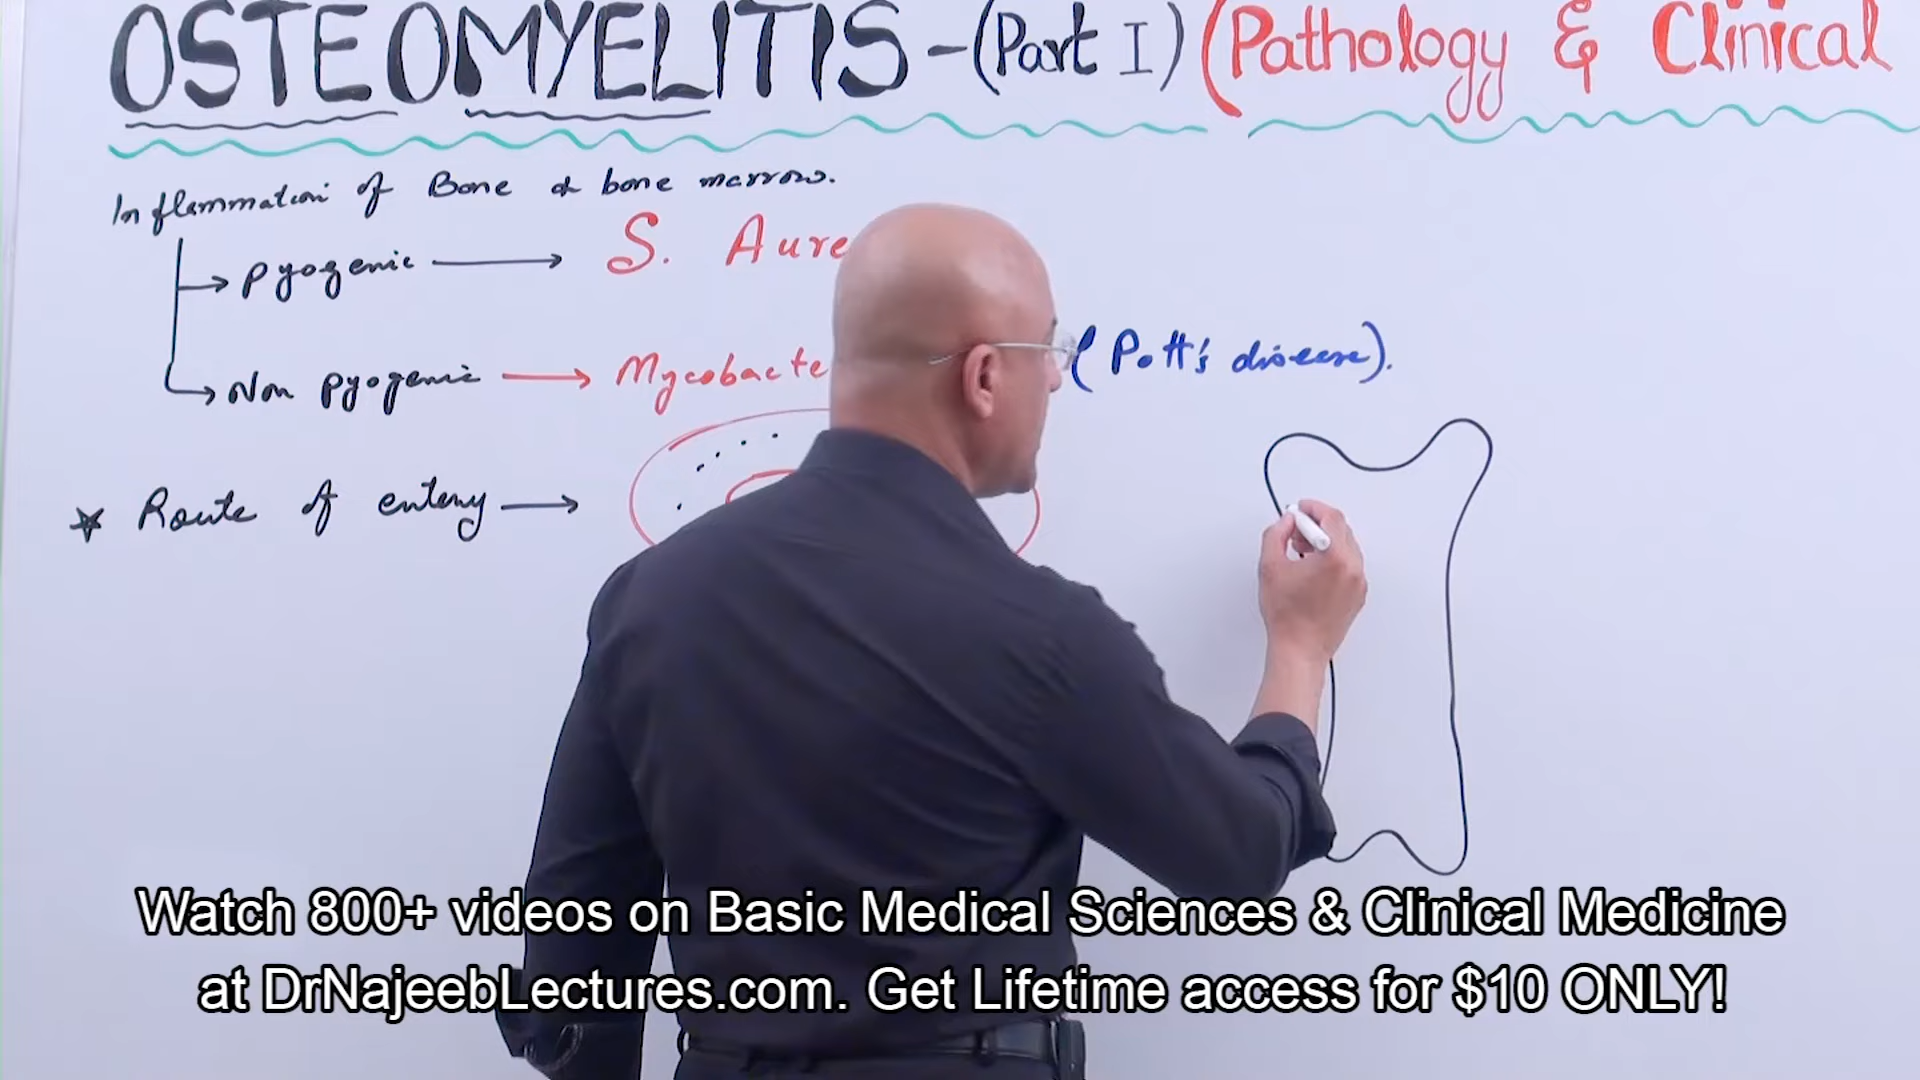 OSTEOMYELITIS - (Part I) (Pathology & Clinical
Inflammation of Bone & bone marrow.
Pyogenic → S. Aure
Non pyogenic → Mycobacte (Pott's disease).
★ Route of enteny →
Watch 800+ videos on Basic Medical Sciences & Clinical Medicine
at DrNajeebLectures.com. Get Lifetime access for $10 ONLY!